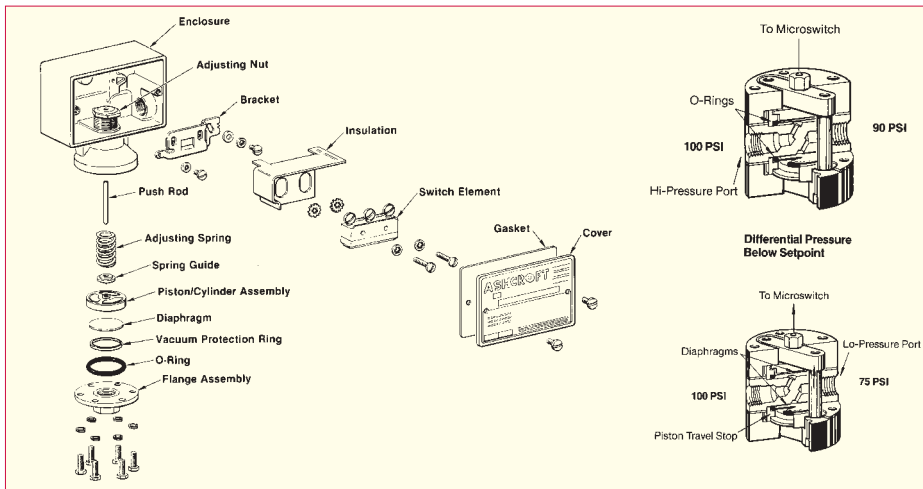 Enclosure
Adjusting Nut
Bracket
Insulation
Push Rod
Switch Element
Adjusting Spring
Gasket
Cover
Spring Guide
Piston/Cylinder Assembly
Diaphragm
Vacuum Protection Ring
O-Ring
Flange Assembly
ASHCROFT
To Microswitch
O-Rings
90 PSI
100 PSI
Hi-Pressure Port
Differential Pressure
Below Setpoint
To Microswitch
Diaphragms
Lo-Pressure Port
75 PSI
100 PSI
Piston Travel Stop